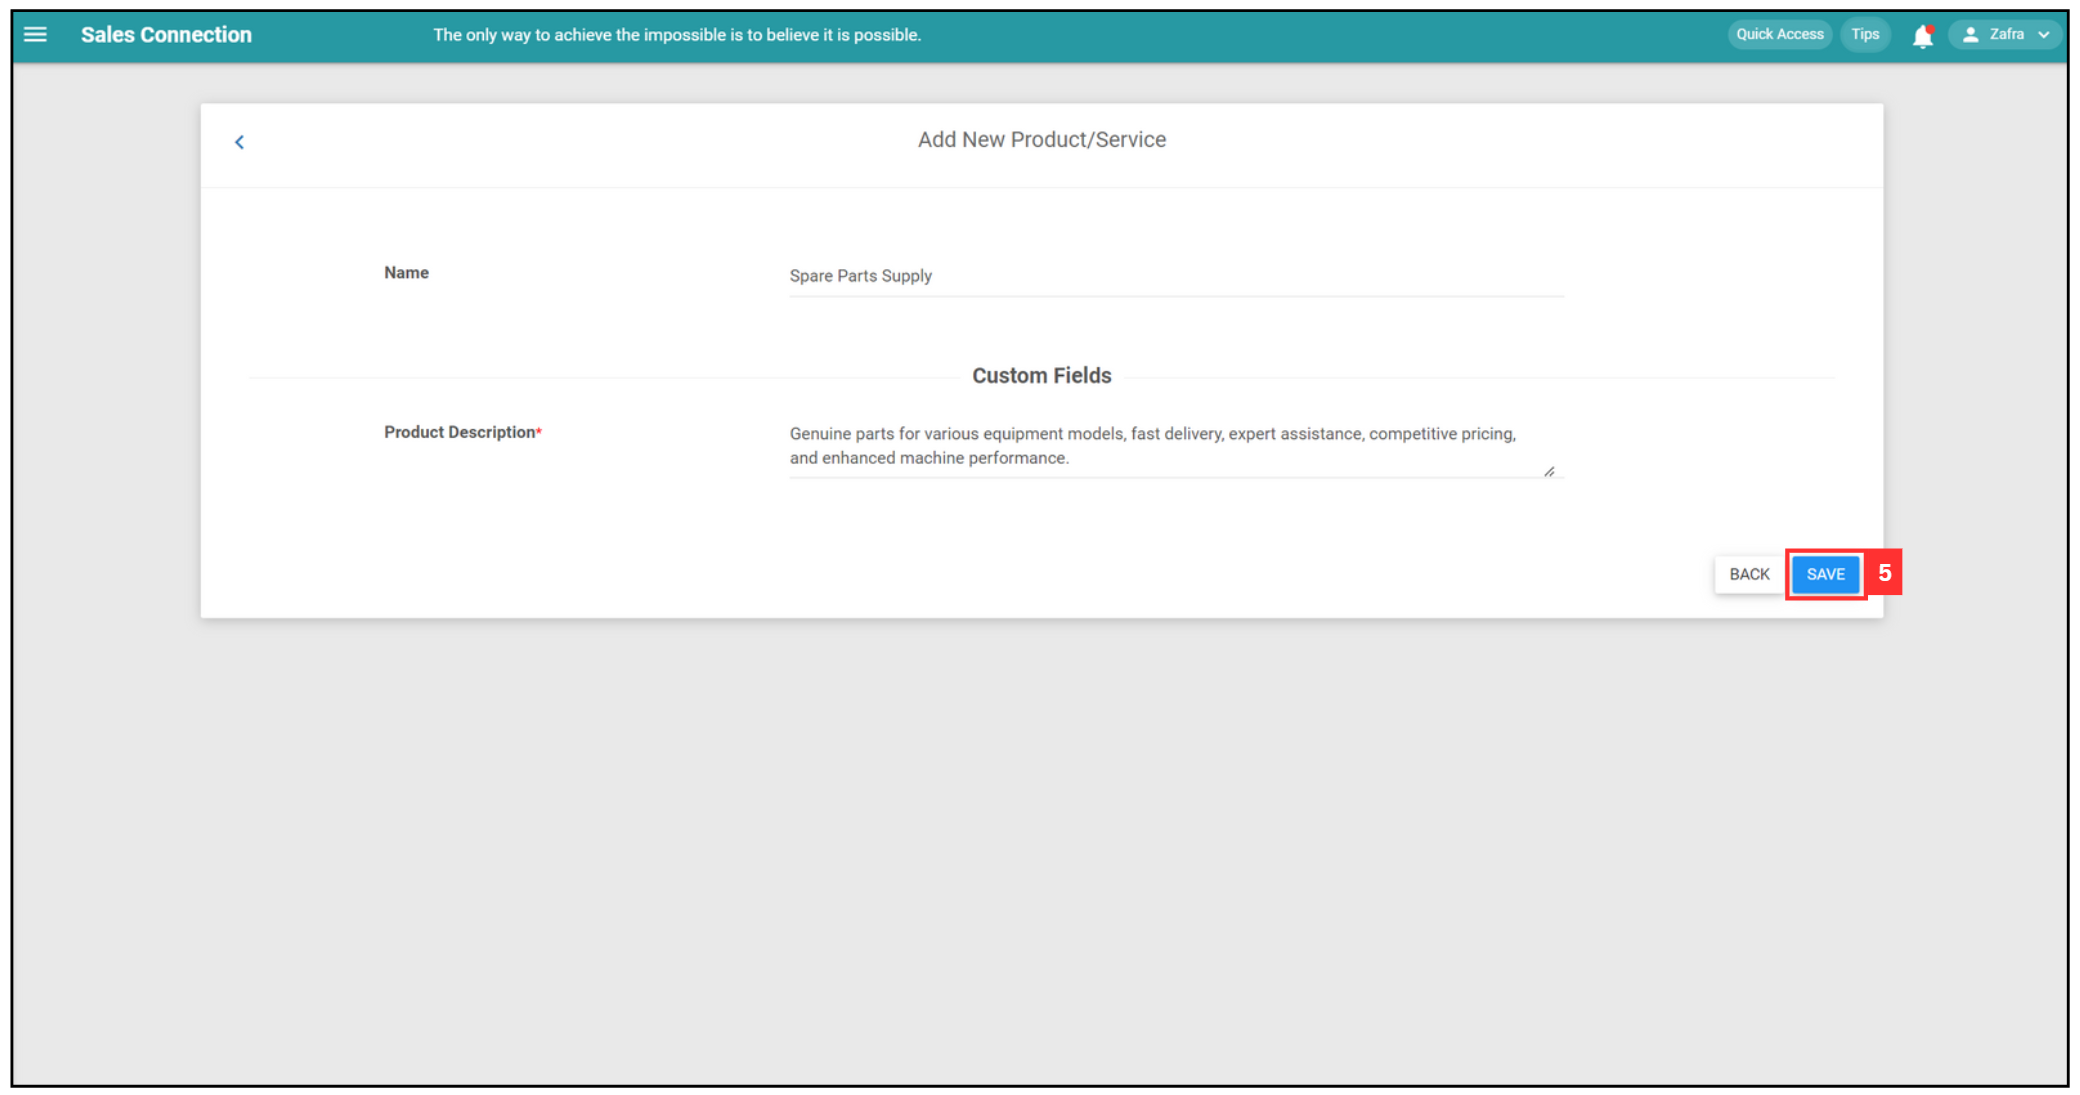 Sales Connection
The only way to achieve the impossible is to believe it is possible.
Quick Access
Tips
Zafra
Add New Product/Service
Name
Spare Parts Supply
Custom Fields
Product Description*
Genuine parts for various equipment models, fast delivery, expert assistance, competitive pricing,
and enhanced machine performance.
BACK
SAVE
5